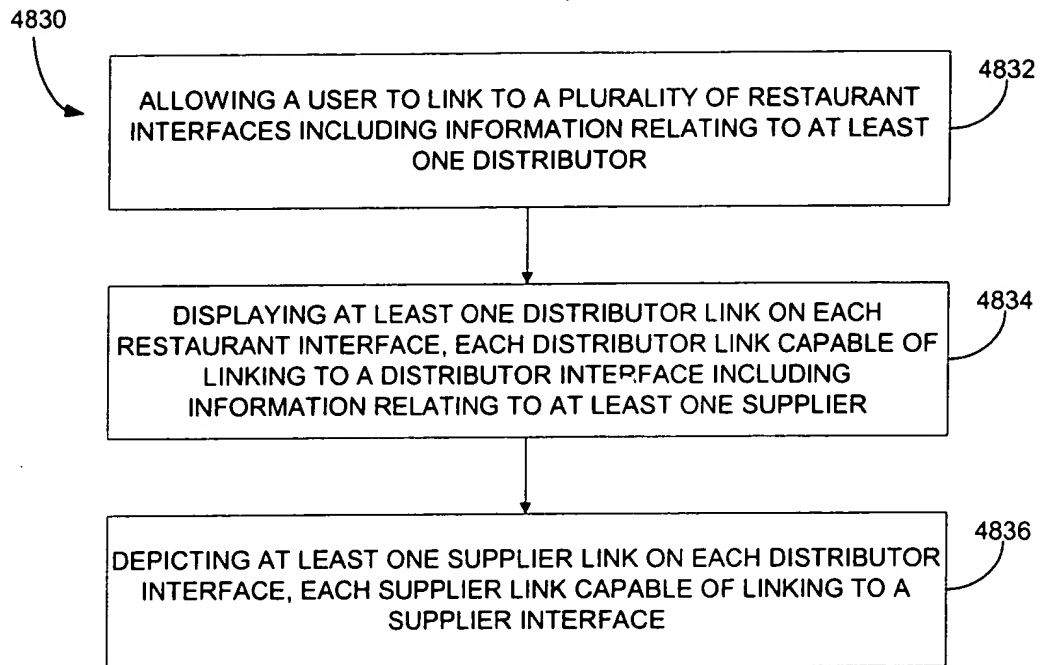 4830
4832
ALLOWING A USER TO LINK TO A PLURALITY OF RESTAURANT
INTERFACES INCLUDING INFORMATION RELATING TO AT LEAST
ONE DISTRIBUTOR
4834
DISPLAYING AT LEAST ONE DISTRIBUTOR LINK ON EACH
RESTAURANT INTERFACE, EACH DISTRIBUTOR LINK CAPABLE OF
LINKING TO A DISTRIBUTOR INTERFACE INCLUDING
INFORMATION RELATING TO AT LEAST ONE SUPPLIER
4836
DEPICTING AT LEAST ONE SUPPLIER LINK ON EACH DISTRIBUTOR
INTERFACE, EACH SUPPLIER LINK CAPABLE OF LINKING TO A
SUPPLIER INTERFACE